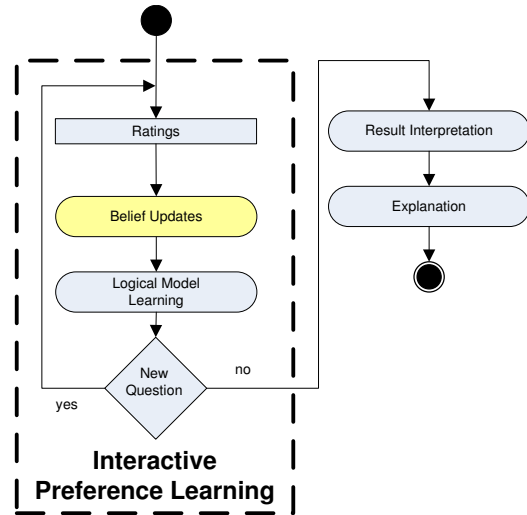 Ratings
Belief Updates
Logical Model
Learning
New
Question
yes
no
Interactive
Preference Learning
Result Interpretation
Explanation